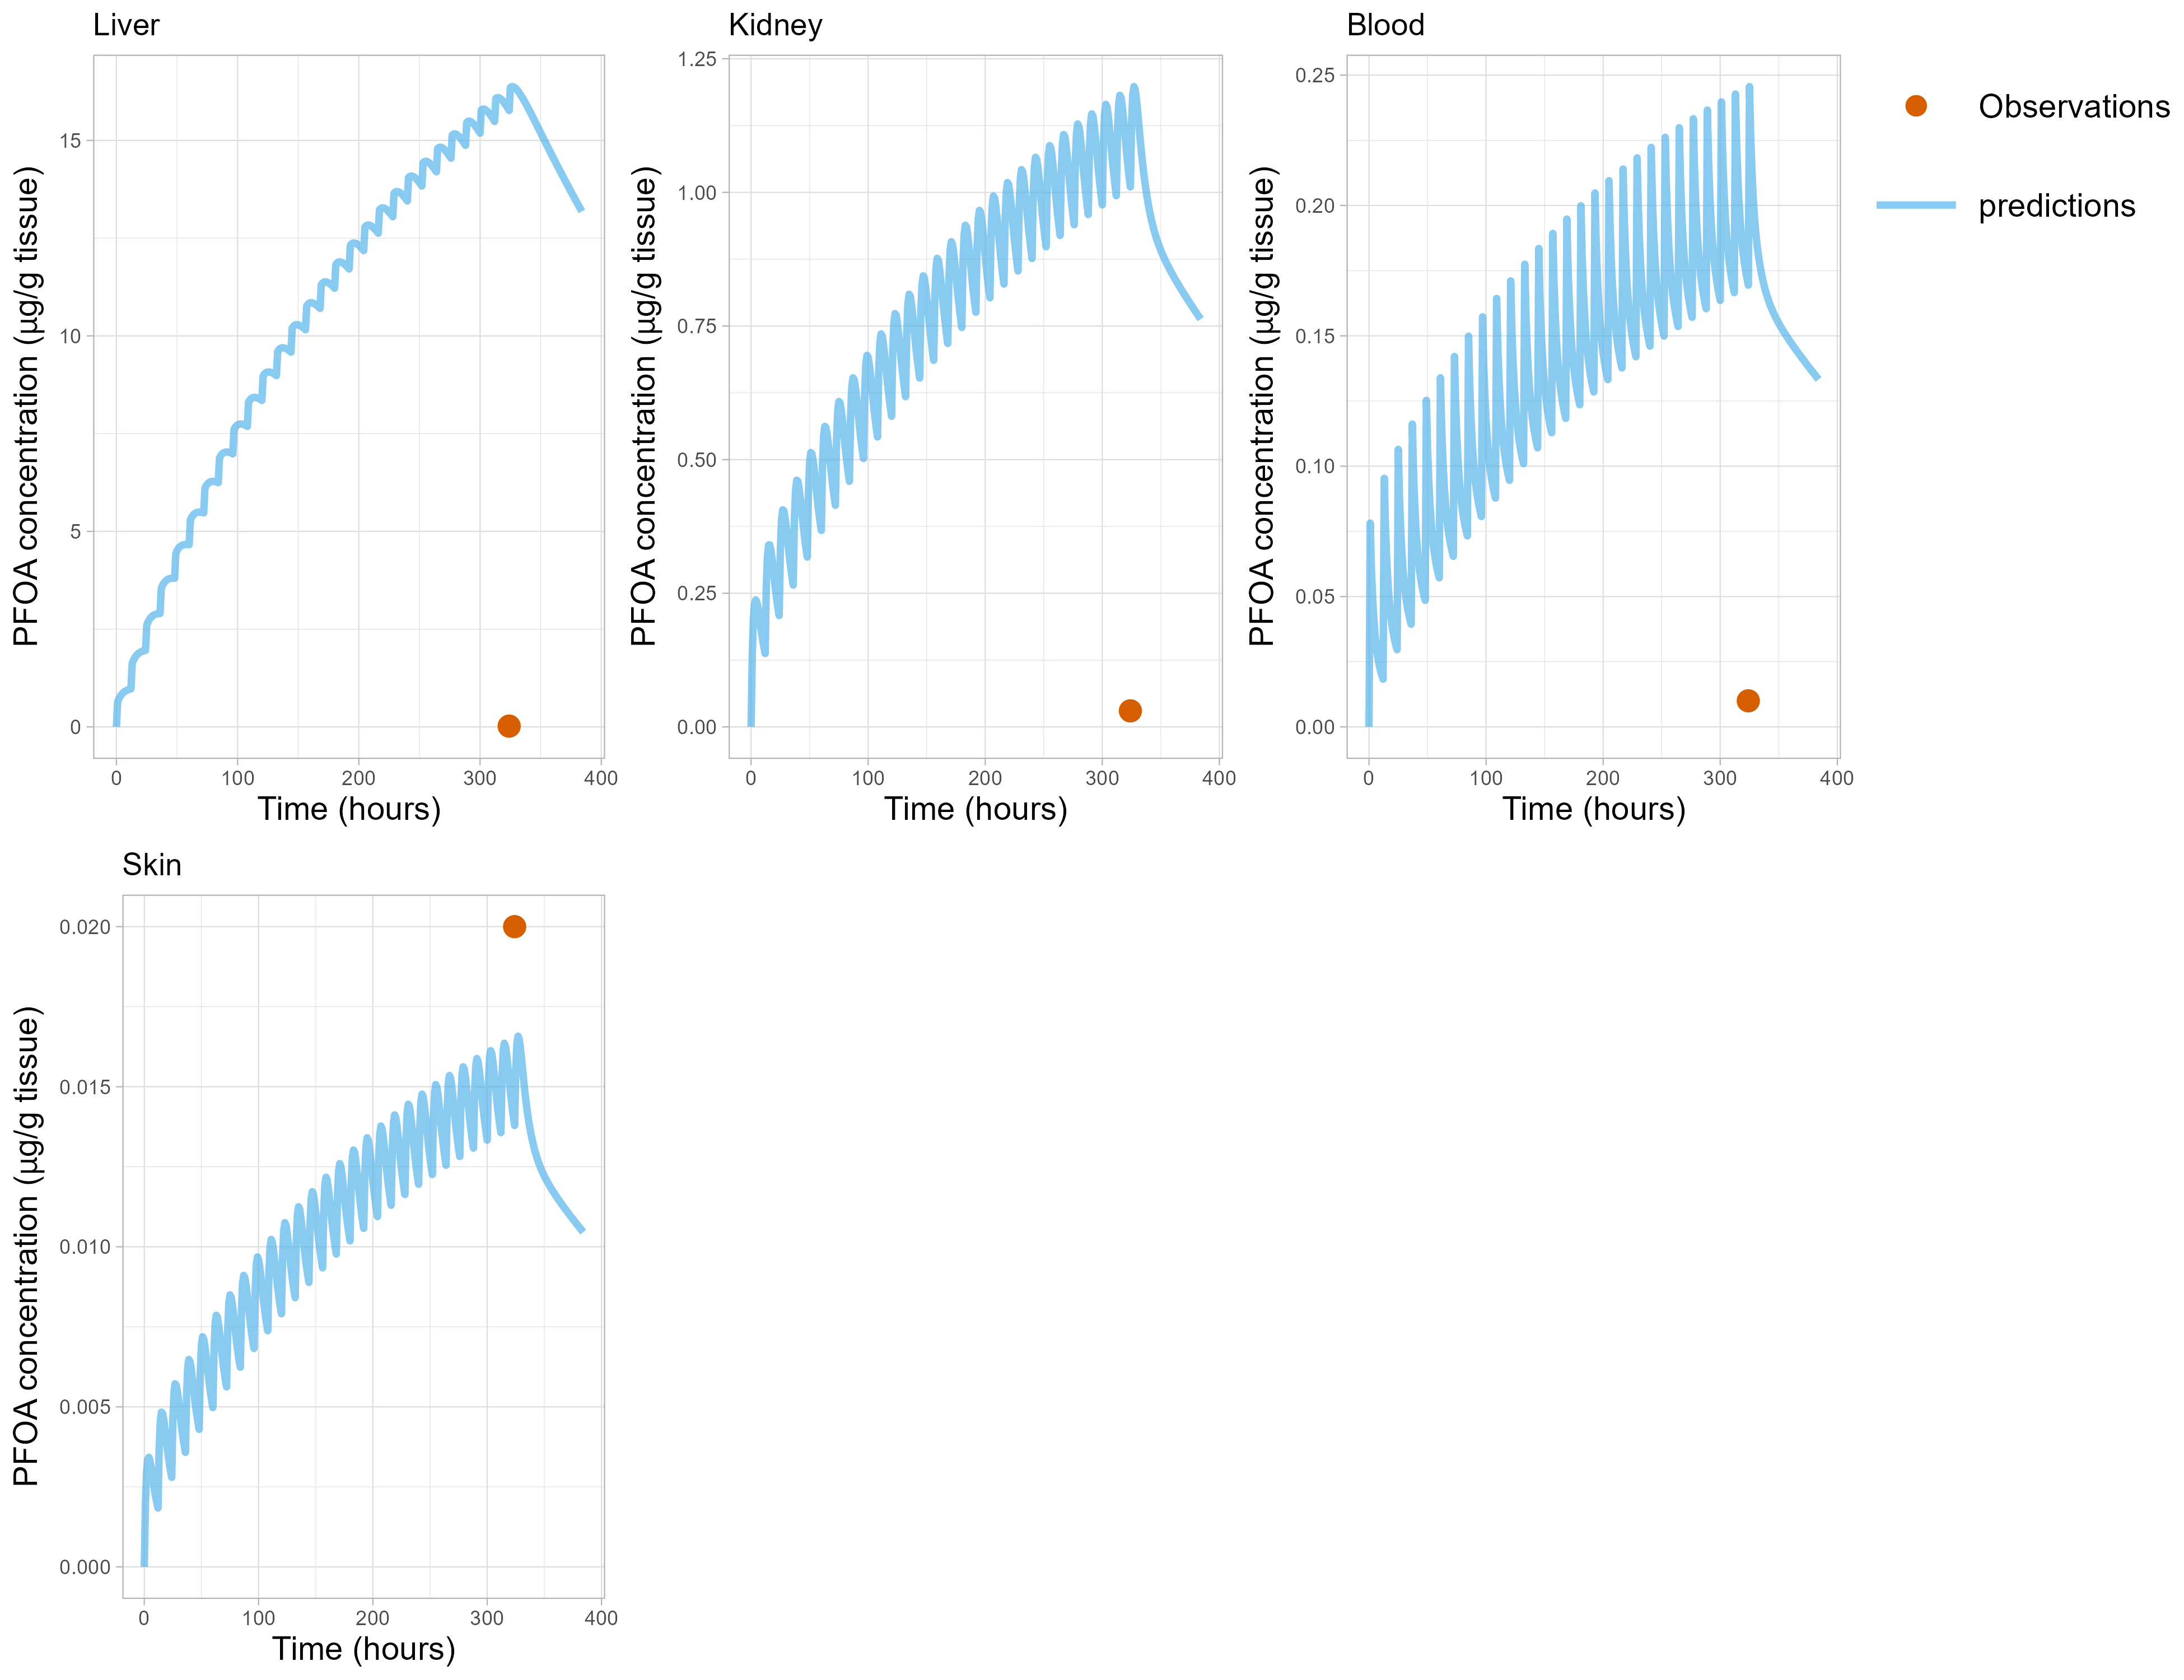 Liver
PFOA concentration (µg/g tissue)
15
10
5
0
0 100 200 300 400
Time (hours)
Kidney
PFOA concentration (µg/g tissue)
1.25
1.00
0.75
0.50
0.25
0.00
0 100 200 300 400
Time (hours)
Blood
PFOA concentration (µg/g tissue)
0.25
0.20
0.15
0.10
0.05
0.00
0 100 200 300 400
Time (hours)
Observations
predictions
Skin
PFOA concentration (µg/g tissue)
0.020
0.015
0.010
0.005
0.000
0 100 200 300 400
Time (hours)